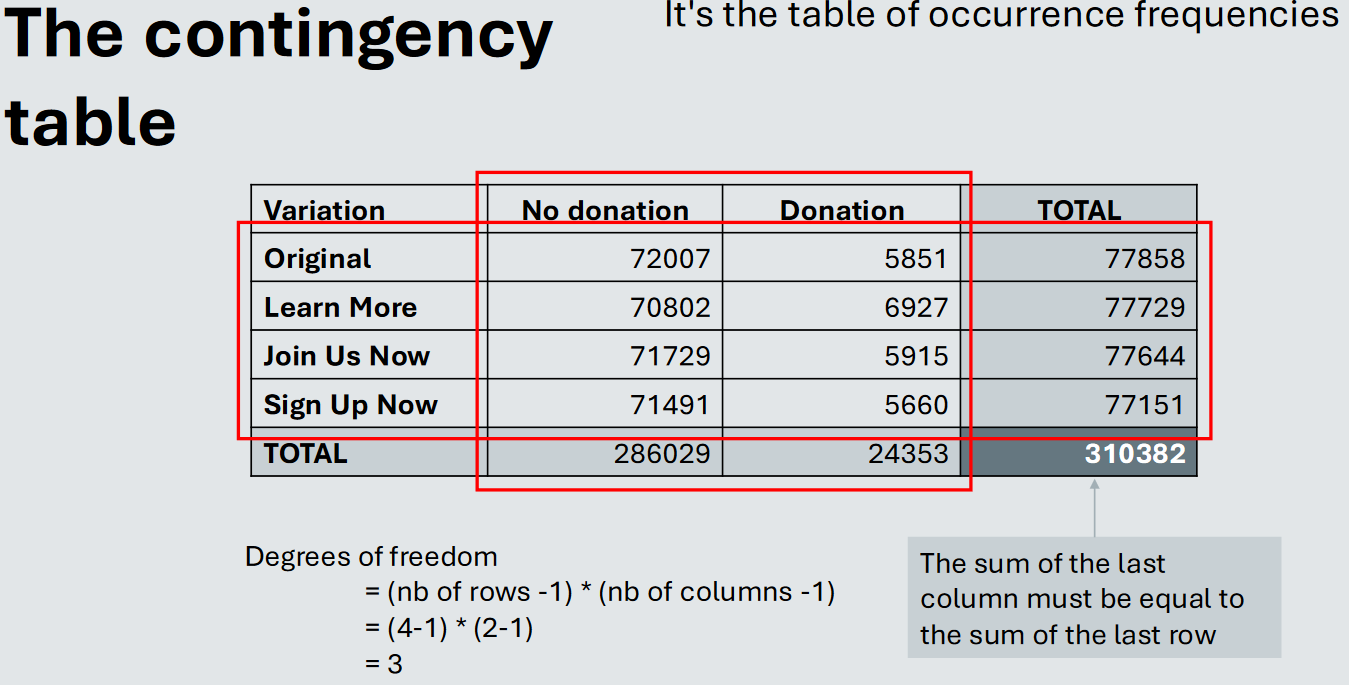 The contingency
table
It's the table of occurrence frequencies
Variation No donation Donation TOTAL
Original 72007 5851 77858
Learn More 70802 6927 77729
Join Us Now 71729 5915 77644
Sign Up Now 71491 5660 77151
TOTAL 286029 24353 310382
Degrees of freedom
= (nb of rows -1) * (nb of columns -1)
= (4-1) * (2-1)
= 3
The sum of the last
column must be equal to
the sum of the last row